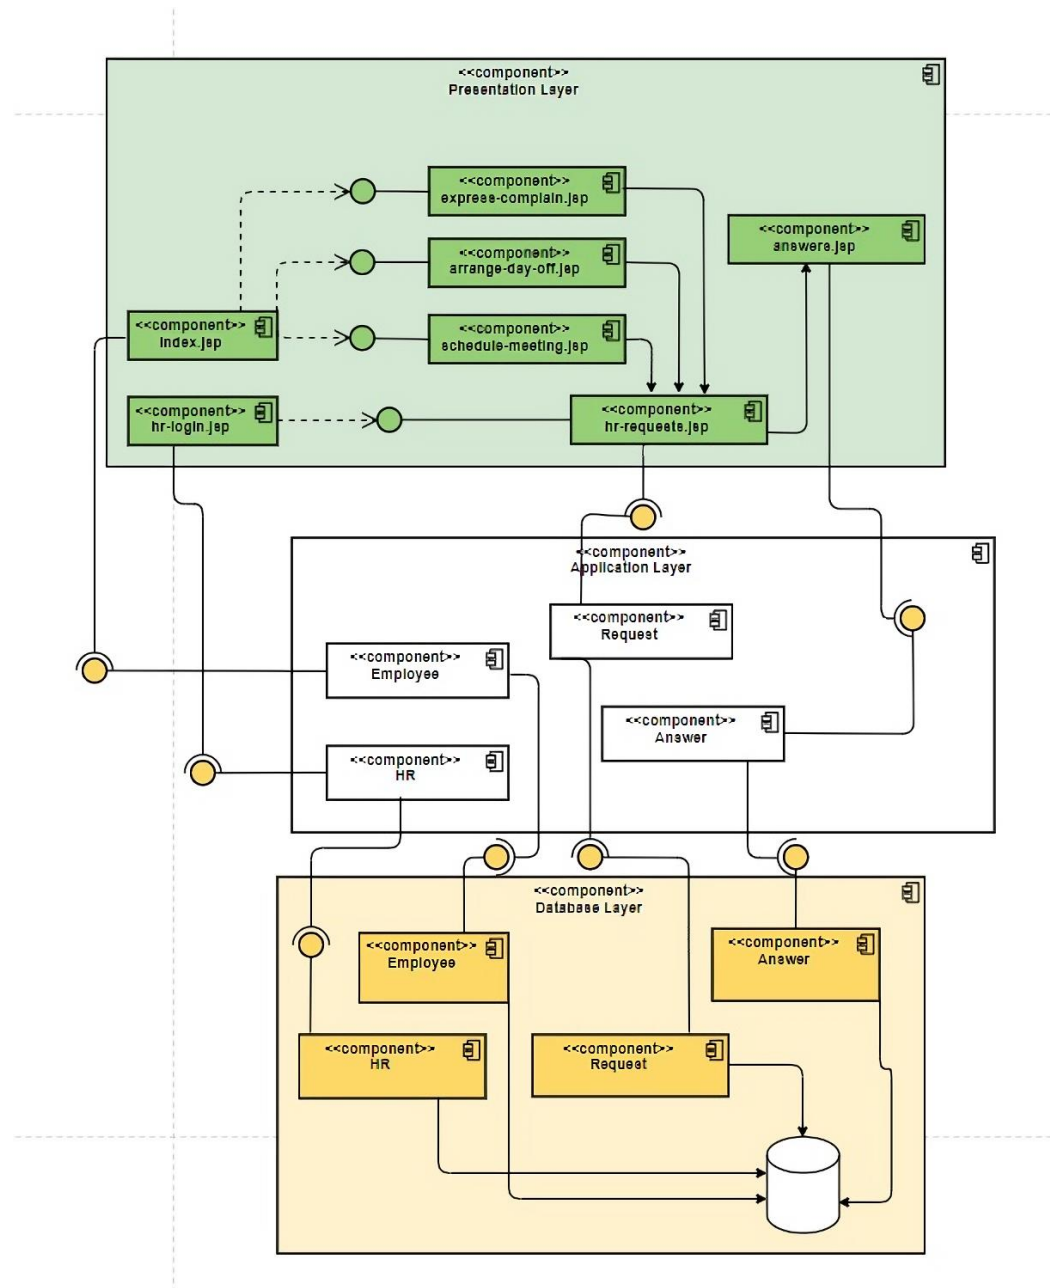 <<component>>
Presentation Layer
<<component>>
express-complain.jsp
<<component>>
answers.jsp
<<component>>
arrange-day-off.jsp
<<component>>
index.jsp
<<component>>
schedule-meeting.jsp
<<component>>
hr-login.jsp
<<component>>
hr-requests.jsp
<<component>>
Application Layer
<<component>>
Request
<<component>>
Employee
<<component>>
Answer
<<component>>
HR
<<component>>
Database Layer
<<component>>
Employee
<<component>>
Answer
<<component>>
HR
<<component>>
Request